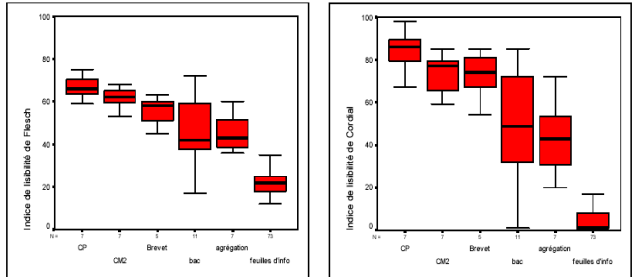 Indice de lisibilité de Flesch
100
80
60
40
20
0
N = 7 7 5 11 7 73
CP Brevet agrégation
CM2 bac feuilles d'info
Indice de lisibilité de Cordial
100
80
60
40
20
0
N = 7 7 5 11 7 73
CP Brevet agrégation
CM2 bac feuilles d'info